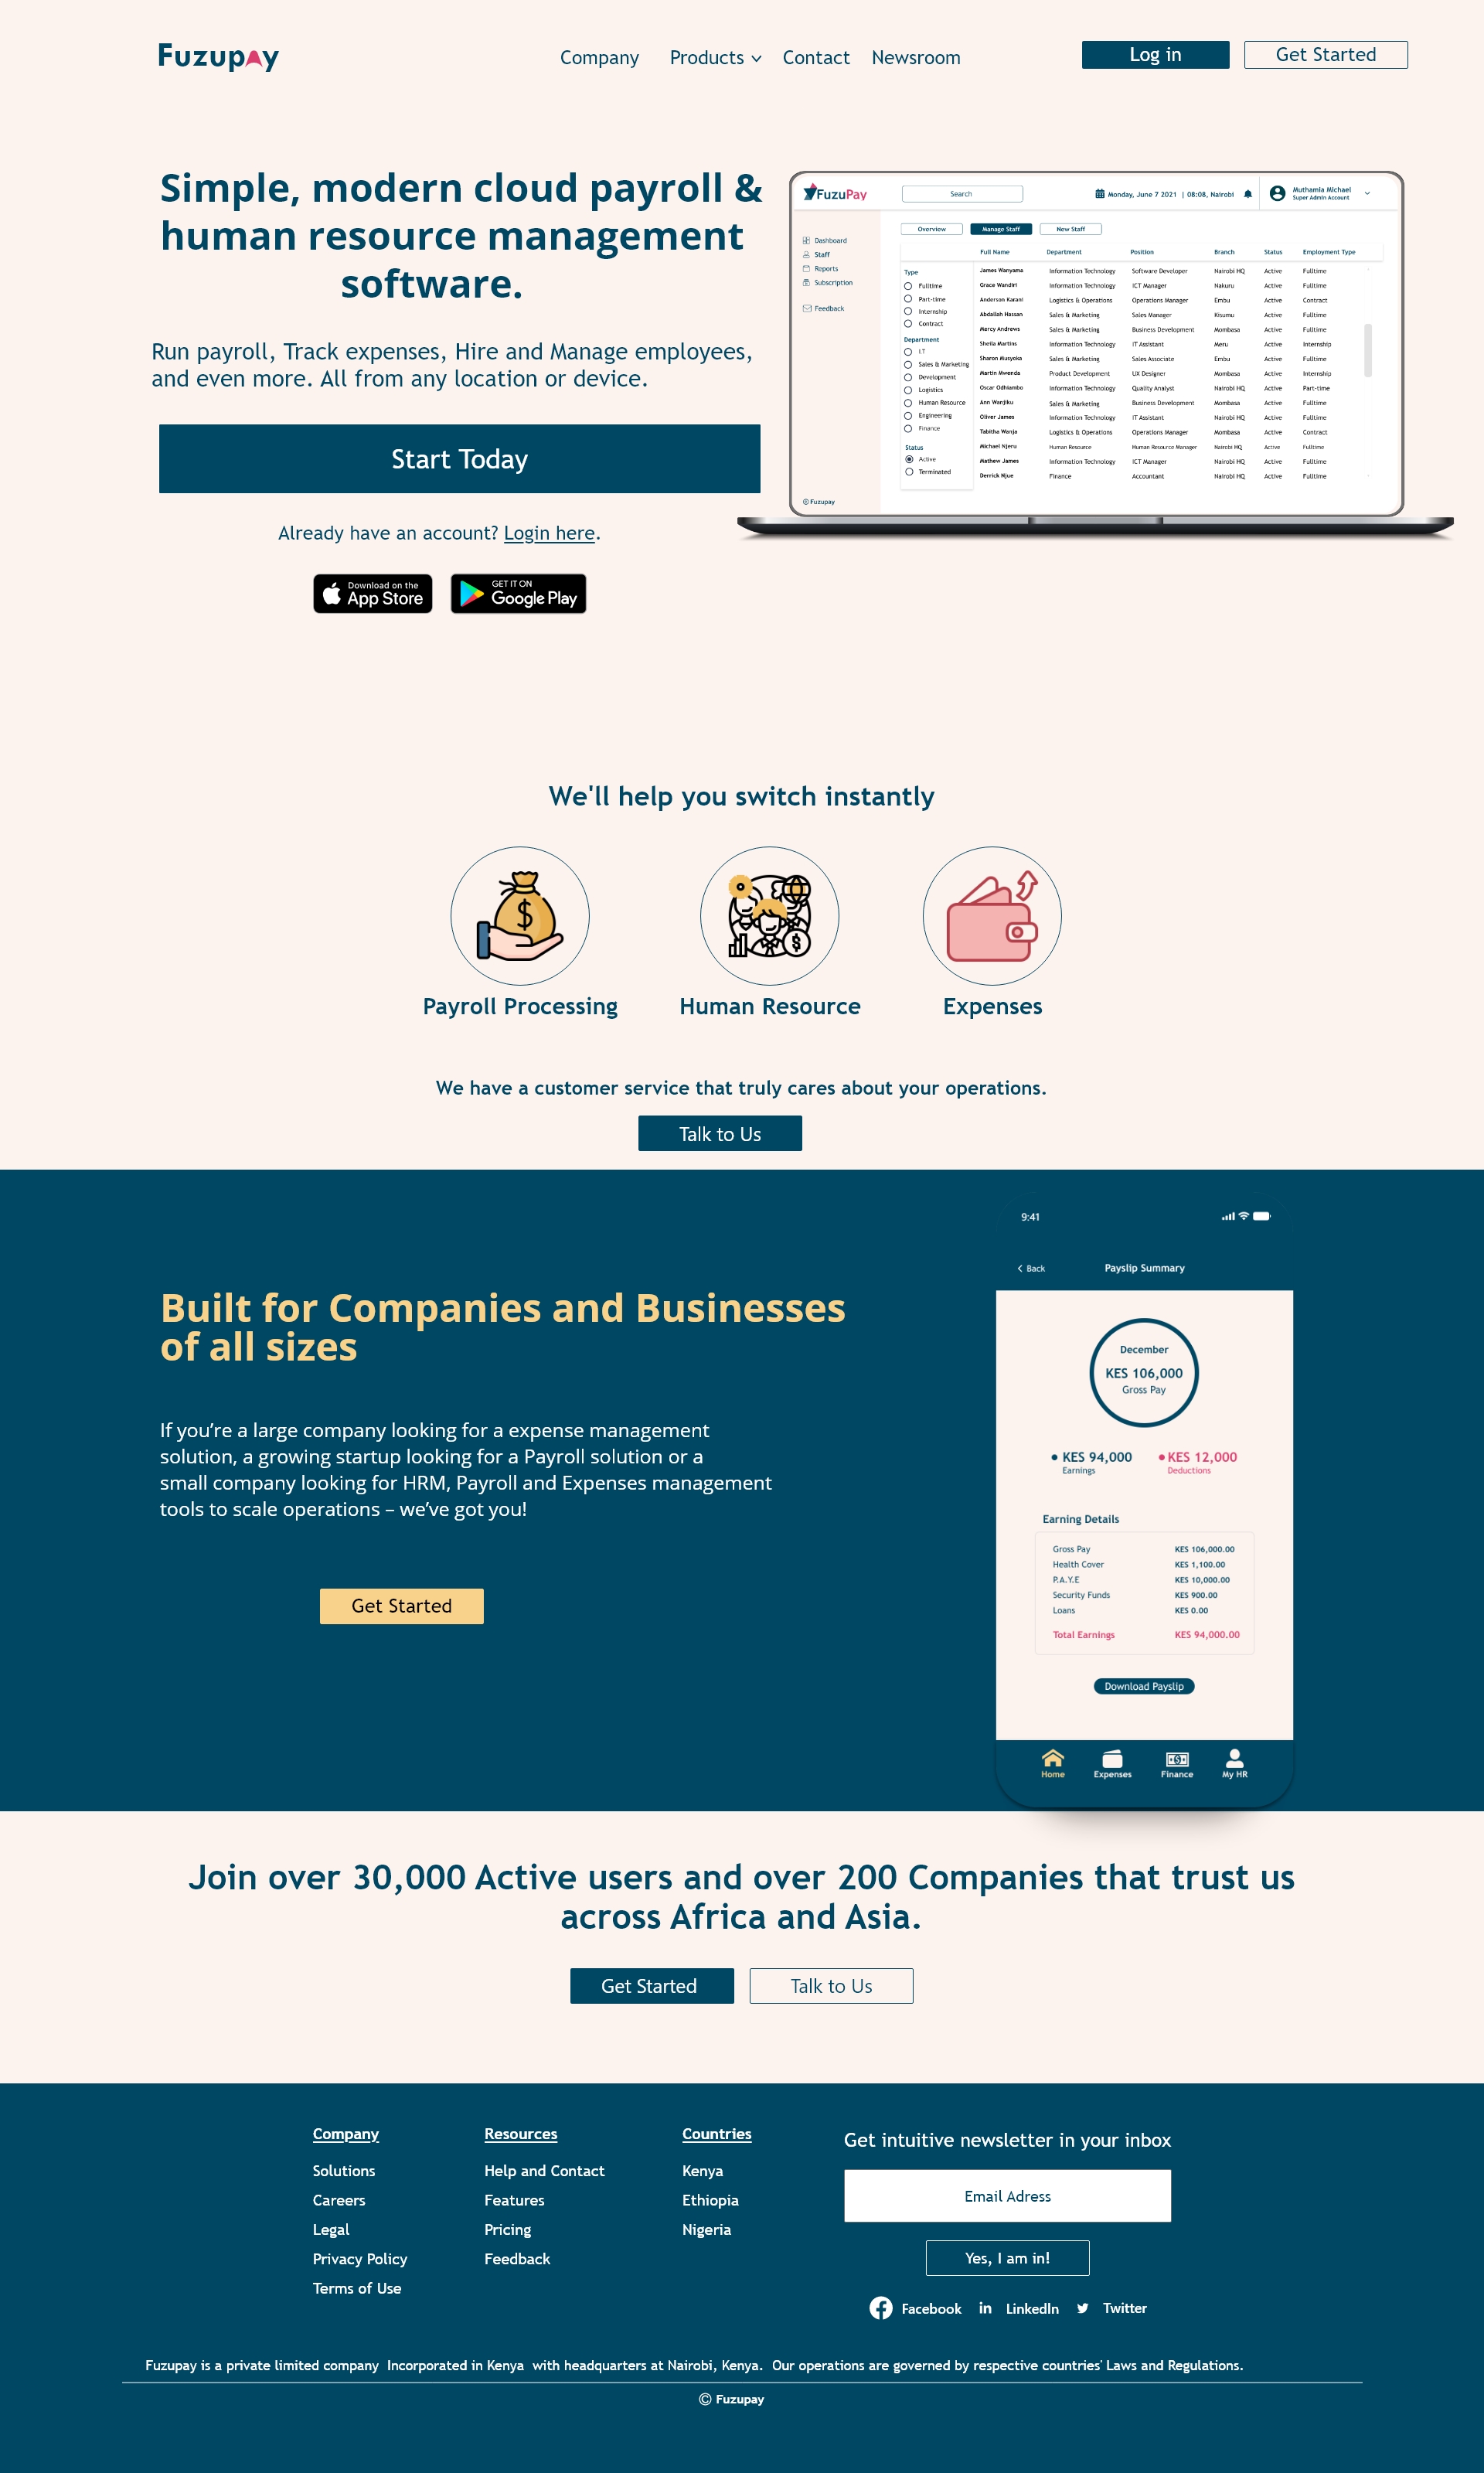 Fuzupay
Company Products Contact Newsroom
Log in Get Started
Simple, modern cloud payroll &
human resource management
software.
Run payroll, Track expenses, Hire and Manage employees,
and even more. All from any location or device.
Start Today
Already have an account? Login here.
Download on the
App Store
GET IT ON
Google Play
FuzuPay
Search
Monday, June 7 2021 | 08:08, Nairobi
Muthamia Michael
Super Admin Account
Dashboard
Staff
Reports
Subscription
Feedback
© Fuzupay
Overview Manage Staff New Staff
Type
Fulltime
Part-time
Internship
Contract
Department
I.T
Sales & Marketing
Development
Logistics
Human Resource
Engineering
Finance
Status
Active
Terminated
Full Name Department Position Branch Status Employment Type
James Wanyama Information Technology Software Developer Nairobi HQ Active Fulltime
Grace Wandiri Information Technology ICT Manager Nakuru Active Fulltime
Anderson Karani Logistics & Operations Operations Manager Embu Active Contract
Abdallah Hassan Sales & Marketing Sales Manager Kisumu Active Fulltime
Mercy Andrews Sales & Marketing Business Development Mombasa Active Fulltime
Sheila Martins Information Technology IT Assistant Meru Active Internship
Sharon Musyoka Sales & Marketing Sales Associate Embu Active Fulltime
Martin Mwenda Product Development UX Designer Mombasa Active Internship
Oscar Odhiambo Information Technology Quality Analyst Nairobi HQ Active Part-time
Ann Wanjiku Sales & Marketing Business Development Mombasa Active Fulltime
Oliver James Information Technology IT Assistant Nairobi HQ Active Fulltime
Tabitha Wanja Logistics & Operations Operations Manager Mombasa Active Contract
Michael Njeru Human Resource Human Resource Manager Nairobi HQ Active Fulltime
Mathew James Information Technology ICT Manager Nairobi HQ Active Fulltime
Derrick Njue Finance Accountant Nairobi HQ Active Fulltime
We'll help you switch instantly
Payroll Processing Human Resource Expenses
We have a customer service that truly cares about your operations.
Talk to Us
Built for Companies and Businesses
of all sizes
If you’re a large company looking for a expense management
solution, a growing startup looking for a Payroll solution or a
small company looking for HRM, Payroll and Expenses management
tools to scale operations – we’ve got you!
Get Started
9:41
Back Payslip Summary
December
KES 106,000
Gross Pay
KES 94,000 KES 12,000
Earnings Deductions
Earning Details
Gross Pay KES 106,000.00
Health Cover KES 1,100.00
P.A.Y.E KES 10,000.00
Security Funds KES 900.00
Loans KES 0.00
Total Earnings KES 94,000.00
Download Payslip
Home Expenses Finance My HR
Join over 30,000 Active users and over 200 Companies that trust us
across Africa and Asia.
Get Started Talk to Us
Company
Solutions
Careers
Legal
Privacy Policy
Terms of Use
Resources
Help and Contact
Features
Pricing
Feedback
Countries
Kenya
Ethiopia
Nigeria
Get intuitive newsletter in your inbox
Email Adress
Yes, I am in!
Facebook LinkedIn Twitter
Fuzupay is a private limited company Incorporated in Kenya with headquarters at Nairobi, Kenya. Our operations are governed by respective countries' Laws and Regulations.
© Fuzupay